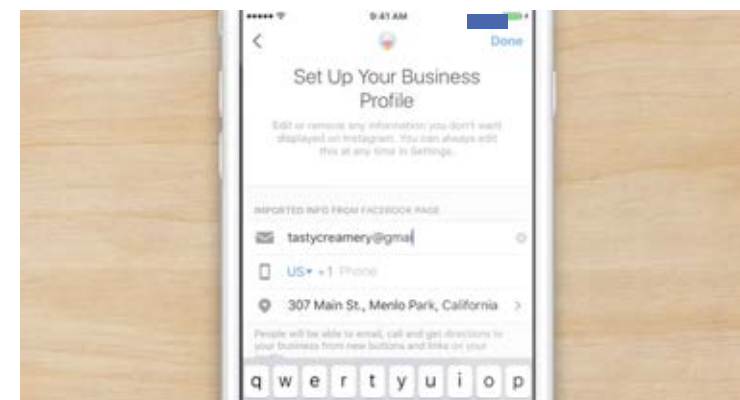 9:41 AM
Done
Set Up Your Business
Profile
Edit or remove any information you don't want
displayed on Instagram. You can always edit
this at any time in Settings.
IMPORTED INFO FROM FACEBOOK PAGE
tastycreamery@gmai
US +1 Phone
307 Main St., Menlo Park, California
People will be able to email, call and get directions to
your business from new buttons and links on your
q w e r t y u i o p